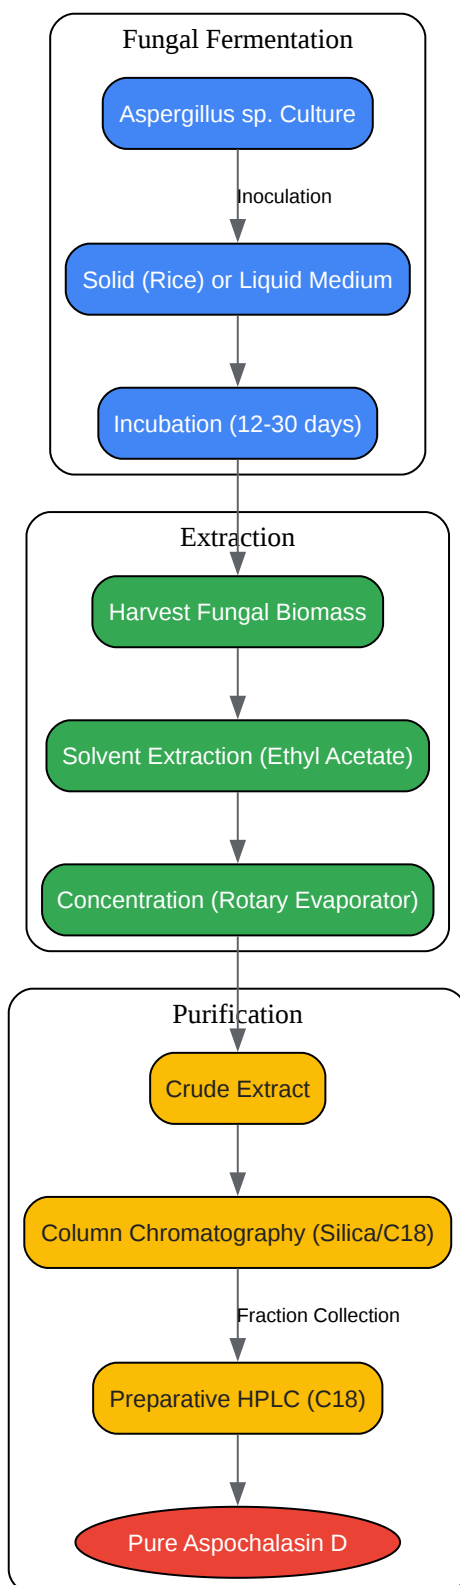 Fungal Fermentation
Aspergillus sp. Culture
Inoculation
Solid (Rice) or Liquid Medium
Incubation (12-30 days)
Extraction
Harvest Fungal Biomass
Solvent Extraction (Ethyl Acetate)
Concentration (Rotary Evaporator)
Purification
Crude Extract
Column Chromatography (Silica/C18)
Fraction Collection
Preparative HPLC (C18)
Pure Aspochalasin D